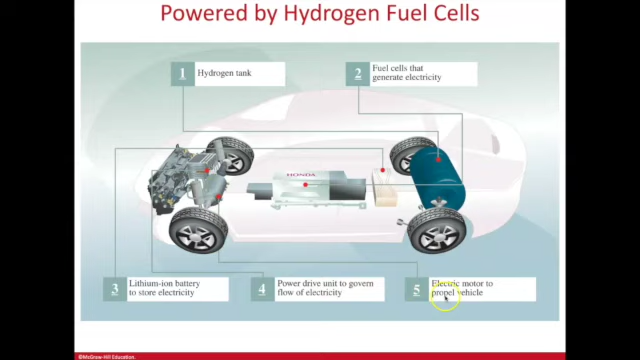 Powered by Hydrogen Fuel Cells
1 Hydrogen tank
2 Fuel cells that
generate electricity
HONDA
3 Lithium-ion battery
to store electricity
4 Power drive unit to govern
flow of electricity
5 Electric motor to
propel vehicle
©McGraw-Hill Education.